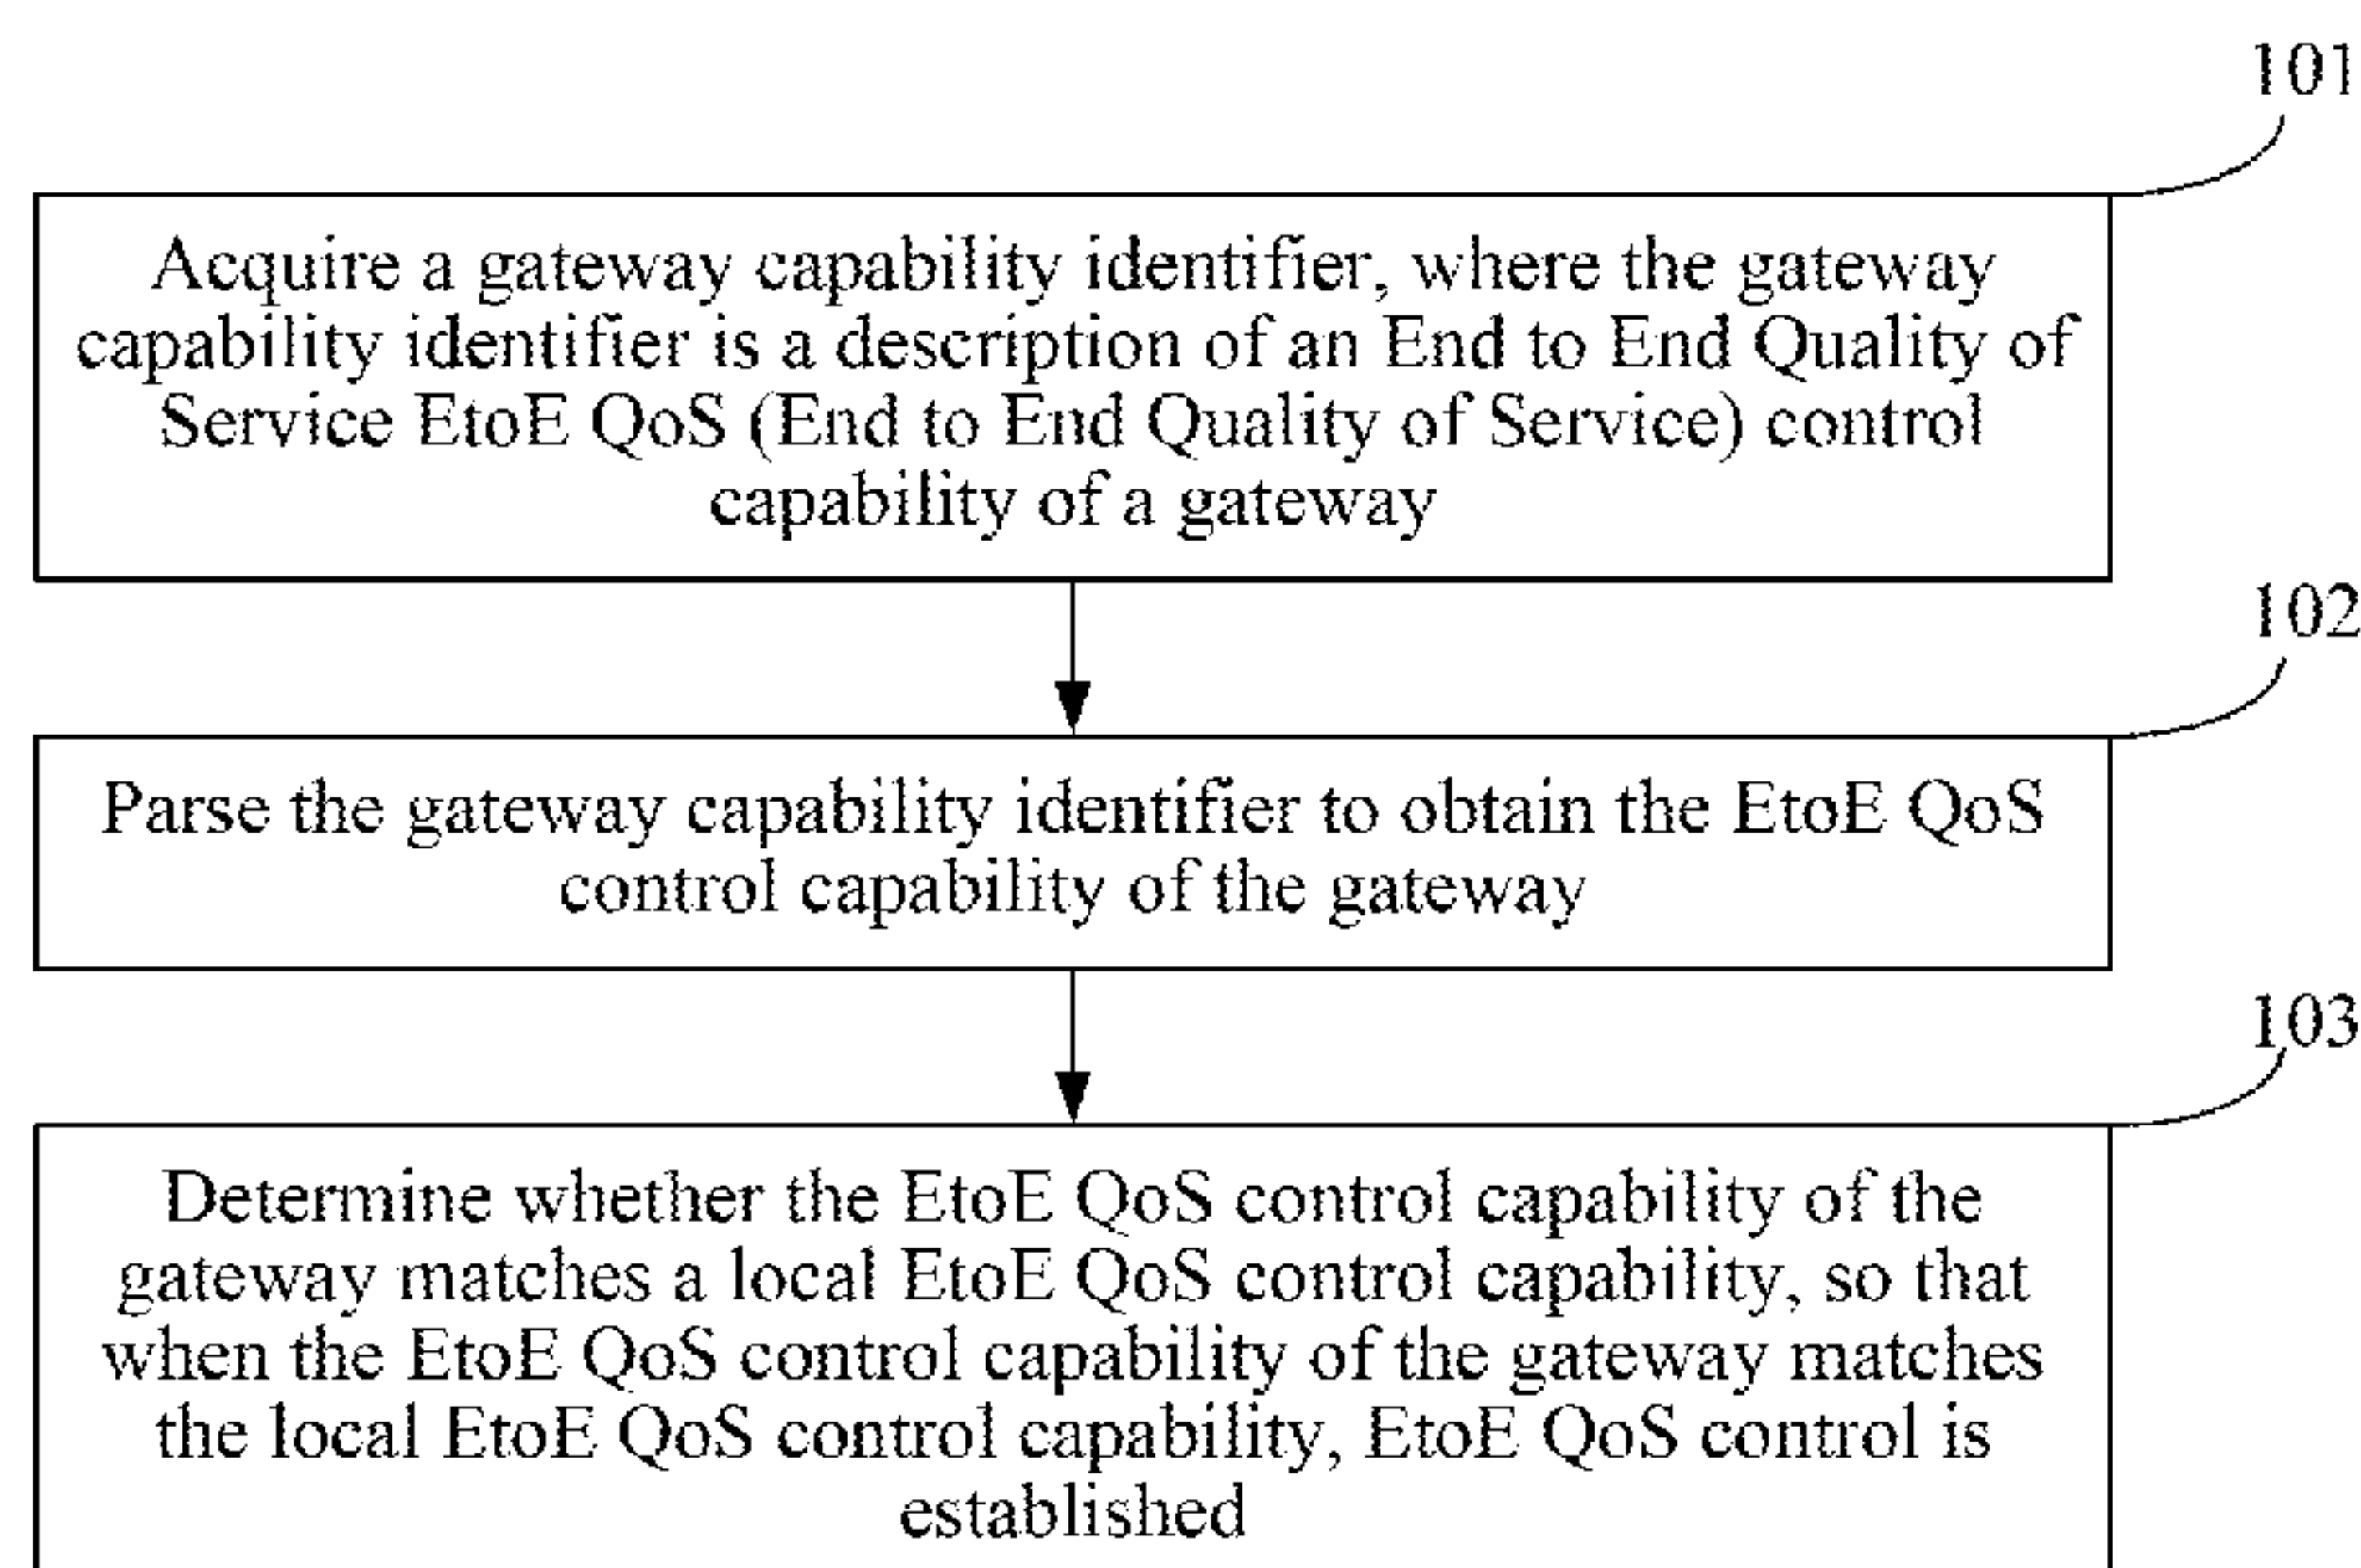 101
Acquire a gateway capability identifier, where the gateway
capability identifier is a description of an End to End Quality of
Service EtoE QoS (End to End Quality of Service) control
capability of a gateway
102
Parse the gateway capability identifier to obtain the EtoE QoS
control capability of the gateway
103
Determine whether the EtoE QoS control capability of the
gateway matches a local EtoE QoS control capability, so that
when the EtoE QoS control capability of the gateway matches
the local EtoE QoS control capability, EtoE QoS control is
established